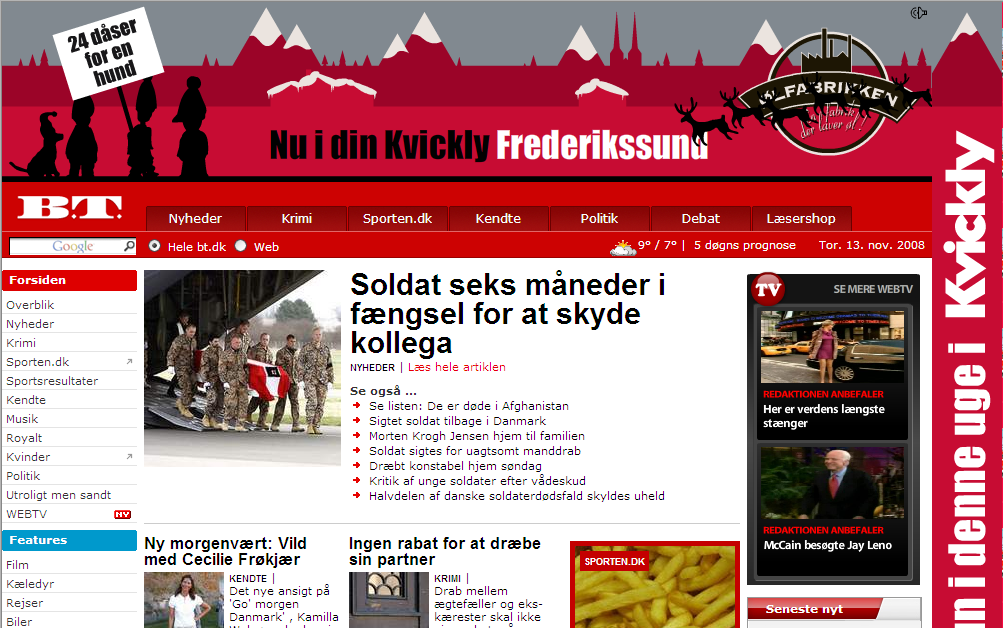 24 dåser
for en
hund
ØLFABRIKKEN
der laver øl!
Nu i din Kvickly Frederikssund
B.T.
Nyheder Krimi Sporten.dk Kendte Politik Debat Læsershop
Google Hele bt.dk Web 9° / 7° | 5 døgns prognose Tor. 13. nov. 2008
Forsiden
Overblik
Nyheder
Krimi
Sporten.dk
Sportsresultater
Kendte
Musik
Royalt
Kvinder
Politik
Utroligt men sandt
WEBTV NY
Features
Film
Kæledyr
Rejser
Biler
Soldat seks måneder i
fængsel for at skyde
kollega
NYHEDER | Læs hele artiklen
Se også ...
Se listen: De er døde i Afghanistan
Sigtet soldat tilbage i Danmark
Morten Krogh Jensen hjem til familien
Soldat sigtes for uagtsomt manddrab
Dræbt konstabel hjem søndag
Kritik af unge soldater efter vådeskud
Halvdelen af danske soldaterdødsfald skyldes uheld
Ny morgenvært: Vild
med Cecilie Frøkjær
KENDTE |
Det nye ansigt på
'Go' morgen
Danmark' , Kamilla
Ingen rabat for at dræbe
sin partner
KRIMI |
Drab mellem
ægtefæller og eks-
kærester skal ikke
SPORTEN.DK
TV SE MERE WEBTV
REDAKTIONEN ANBEFALER
Her er verdens længste
stænger
REDAKTIONEN ANBEFALER
McCain besøgte Jay Leno
Seneste nyt
in i denne uge i Kvickly